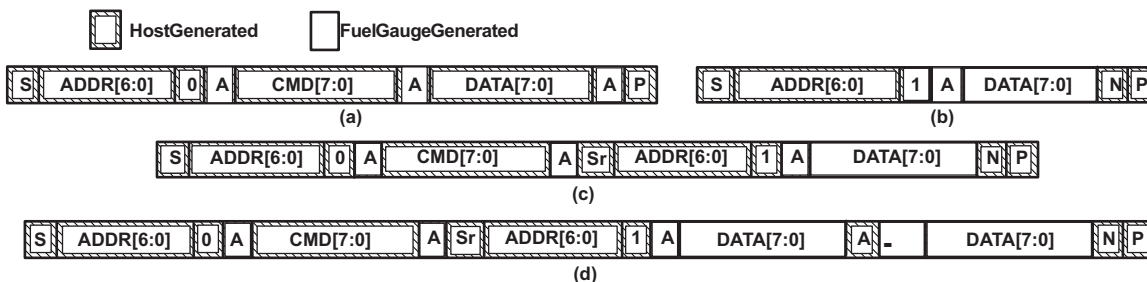 HostGenerated FuelGaugeGenerated
S ADDR[6:0] 0 A CMD[7:0] A DATA[7:0] A P
(a)
S ADDR[6:0] 1 A DATA[7:0] N P
(b)
S ADDR[6:0] 0 A CMD[7:0] A Sr ADDR[6:0] 1 A DATA[7:0] N P
(c)
S ADDR[6:0] 0 A CMD[7:0] A Sr ADDR[6:0] 1 A DATA[7:0] A - DATA[7:0] N P
(d)